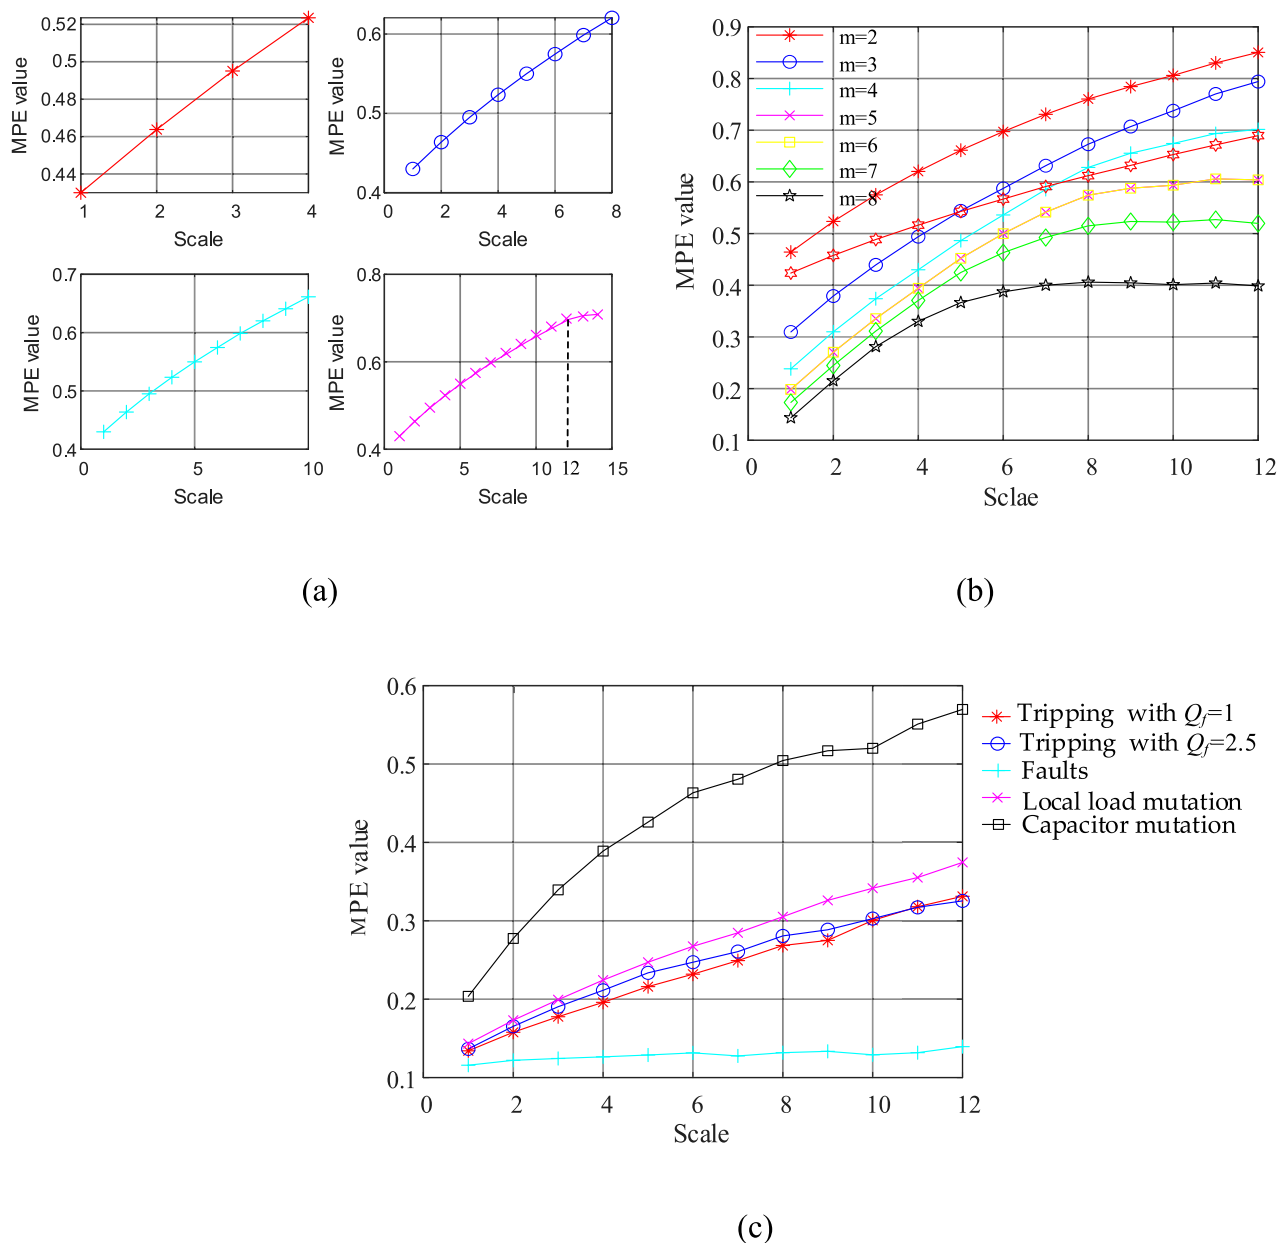 0.52
0.5
0.48
0.46
0.44
MPE value
1 2 3 4
Scale
0.6
0.5
0.4
MPE value
0 2 4 6 8
Scale
0.7
0.6
0.5
0.4
MPE value
0 5 10
Scale
0.8
0.6
0.4
MPE value
0 5 10 12 15
Scale
(a)
0.9
0.8
0.7
0.6
0.5
0.4
0.3
0.2
0.1
MPE value
m=2
m=3
m=4
m=5
m=6
m=7
m=8
0 2 4 6 8 10 12
Sclae
(b)
0.6
0.5
0.4
0.3
0.2
0.1
MPE value
0 2 4 6 8 10 12
Scale
Tripping with Qf=1
Tripping with Qf=2.5
Faults
Local load mutation
Capacitor mutation
(c)